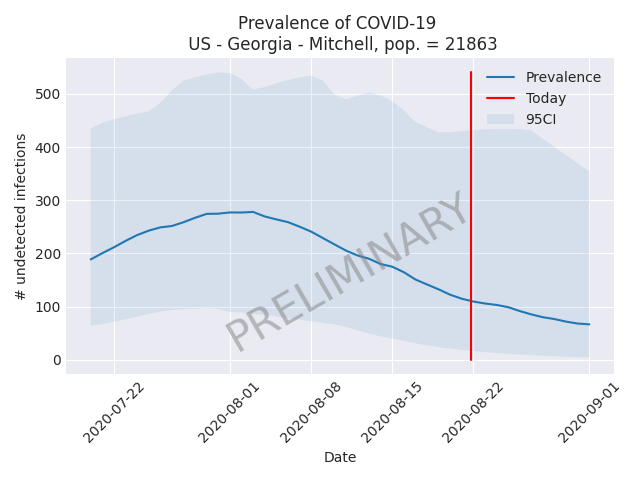 Prevalence of COVID-19
US - Georgia - Mitchell, pop. = 21863
Prevalence
Today
95CI
# undetected infections
500
400
300
200
100
0
PRELIMINARY
2020-07-22
2020-08-01
2020-08-08
2020-08-15
2020-08-22
2020-09-01
Date